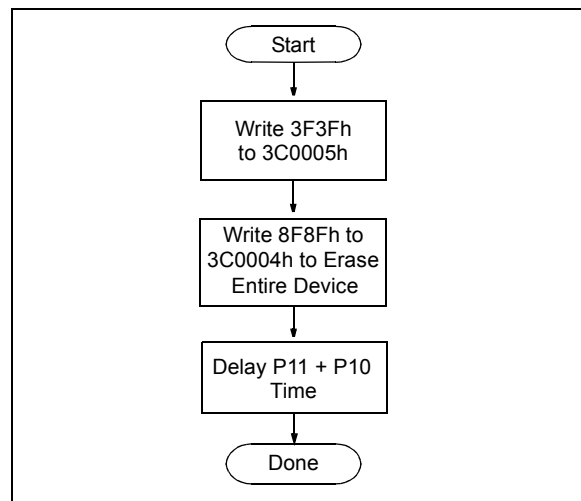 Start
Write 3F3Fh
to 3C0005h
Write 8F8Fh to
3C0004h to Erase
Entire Device
Delay P11 + P10
Time
Done